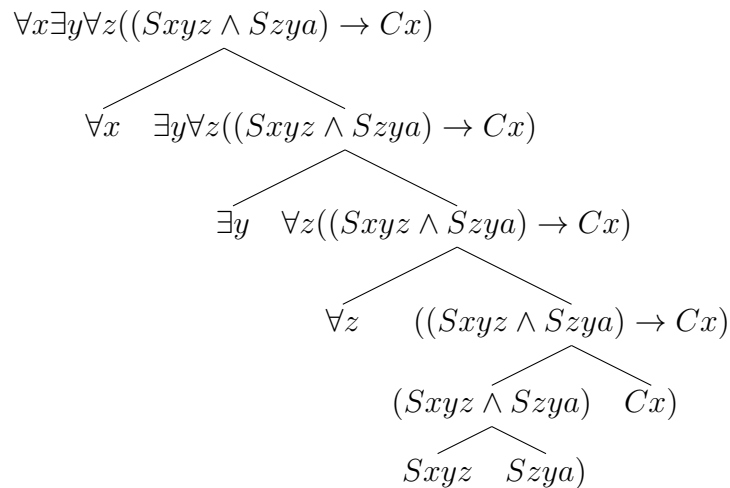 ∀x∃y∀z((Sxyz ∧ Szya) → Cx)
∀x ∃y∀z((Sxyz ∧ Szya) → Cx)
∃y ∀z((Sxyz ∧ Szya) → Cx)
∀z ((Sxyz ∧ Szya) → Cx)
(Sxyz ∧ Szya) Cx)
Sxyz Szya)